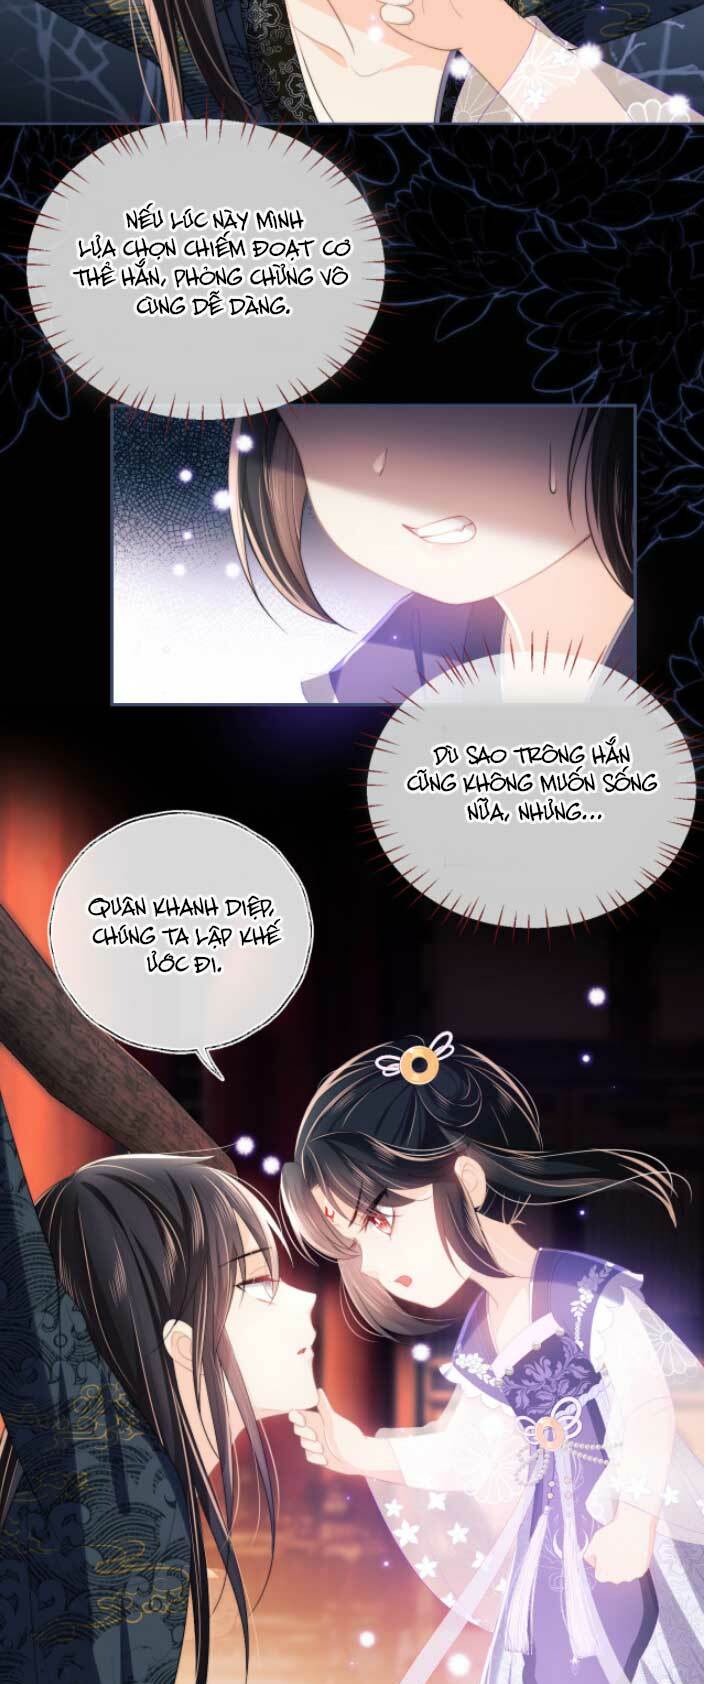 NẾU LÚC NÀY MÌNH
LỰA CHỌN CHIẾM ĐOẠT CƠ
THỂ HẮN, PHỎNG CHỪNG VÔ
CÙNG DỄ DÀNG.
DÙ SAO TRÔNG HẮN
CŨNG KHÔNG MUỐN SỐNG
NỮA, NHƯNG...
QUÂN KHANH DIỆP,
CHÚNG TA LẬP KHẾ
ƯỚC ĐI.